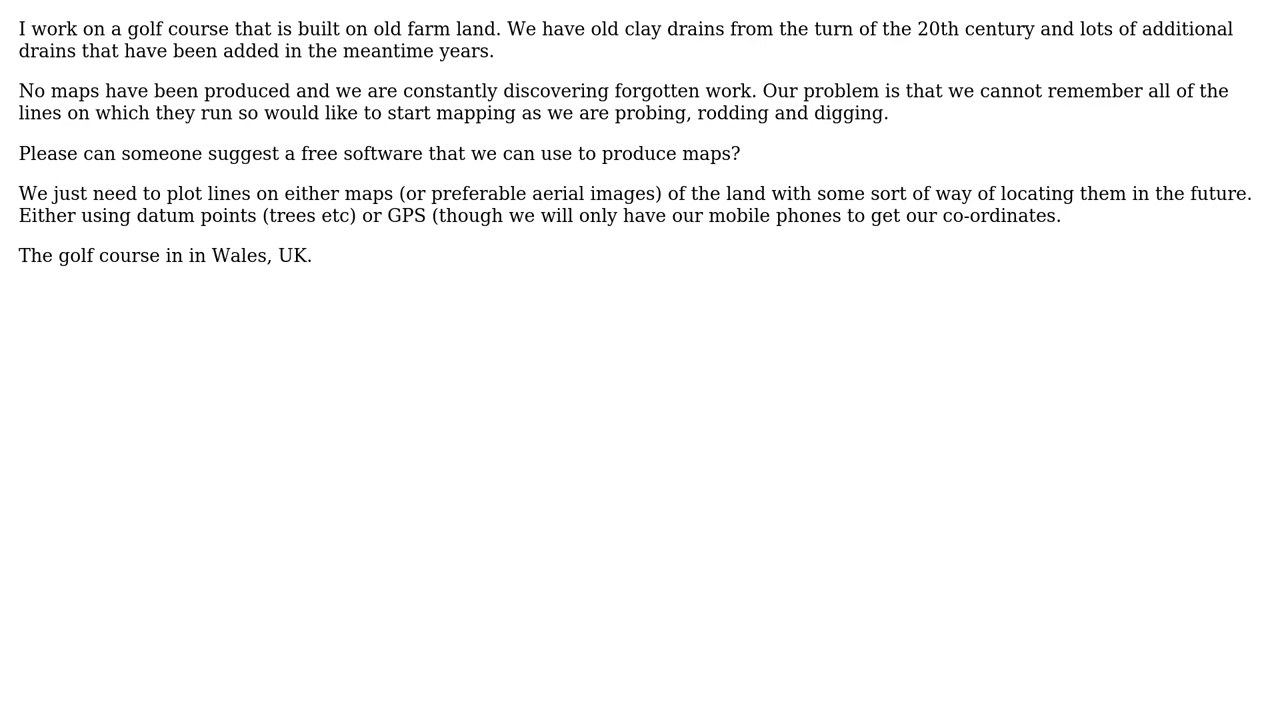 I work on a golf course that is built on old farm land. We have old clay drains from the turn of the 20th century and lots of additional
drains that have been added in the meantime years.
No maps have been produced and we are constantly discovering forgotten work. Our problem is that we cannot remember all of the
lines on which they run so would like to start mapping as we are probing, rodding and digging.
Please can someone suggest a free software that we can use to produce maps?
We just need to plot lines on either maps (or preferable aerial images) of the land with some sort of way of locating them in the future.
Either using datum points (trees etc) or GPS (though we will only have our mobile phones to get our co-ordinates.
The golf course in in Wales, UK.